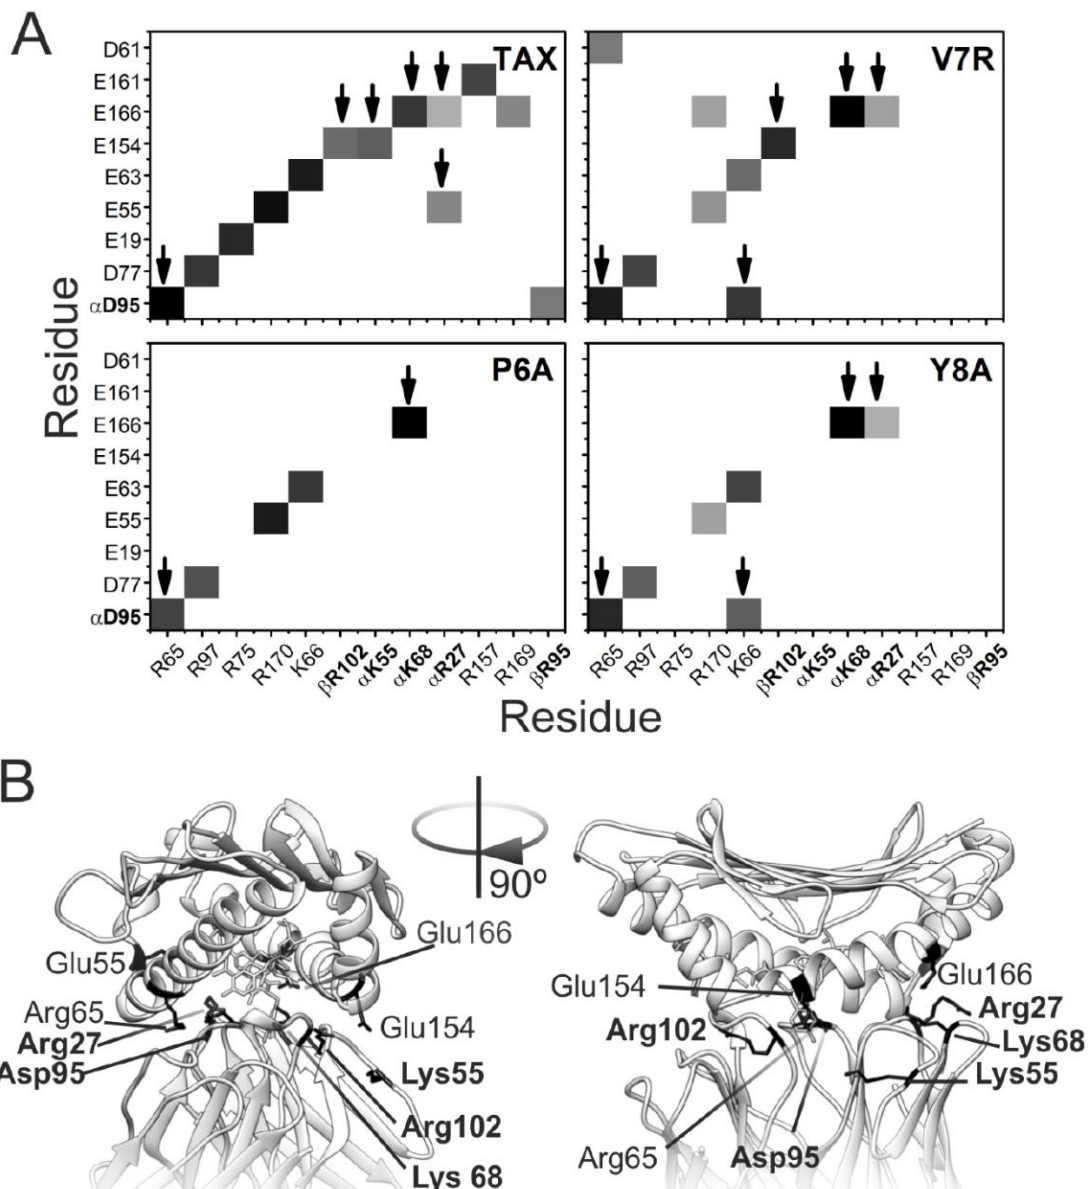 A
TAX
V7R
D61
E161
E166
E154
E63
E55
E19
D77
αD95
P6A
Y8A
D61
E161
E166
E154
E63
E55
E19
D77
αD95
Residue
R65 R97 R75 R170 K66 βR102 αK55 αK68 αR27 R157 R169 βR95
R65 R97 R75 R170 K66 βR102 αK55 αK68 αR27 R157 R169 βR95
Residue
B
90º
Glu55
Glu166
Arg65
Arg27
Asp95
Glu154
Lys55
Arg102
Lys 68
Glu154
Glu166
Arg102
Arg27
Lys68
Lys55
Arg65
Asp95